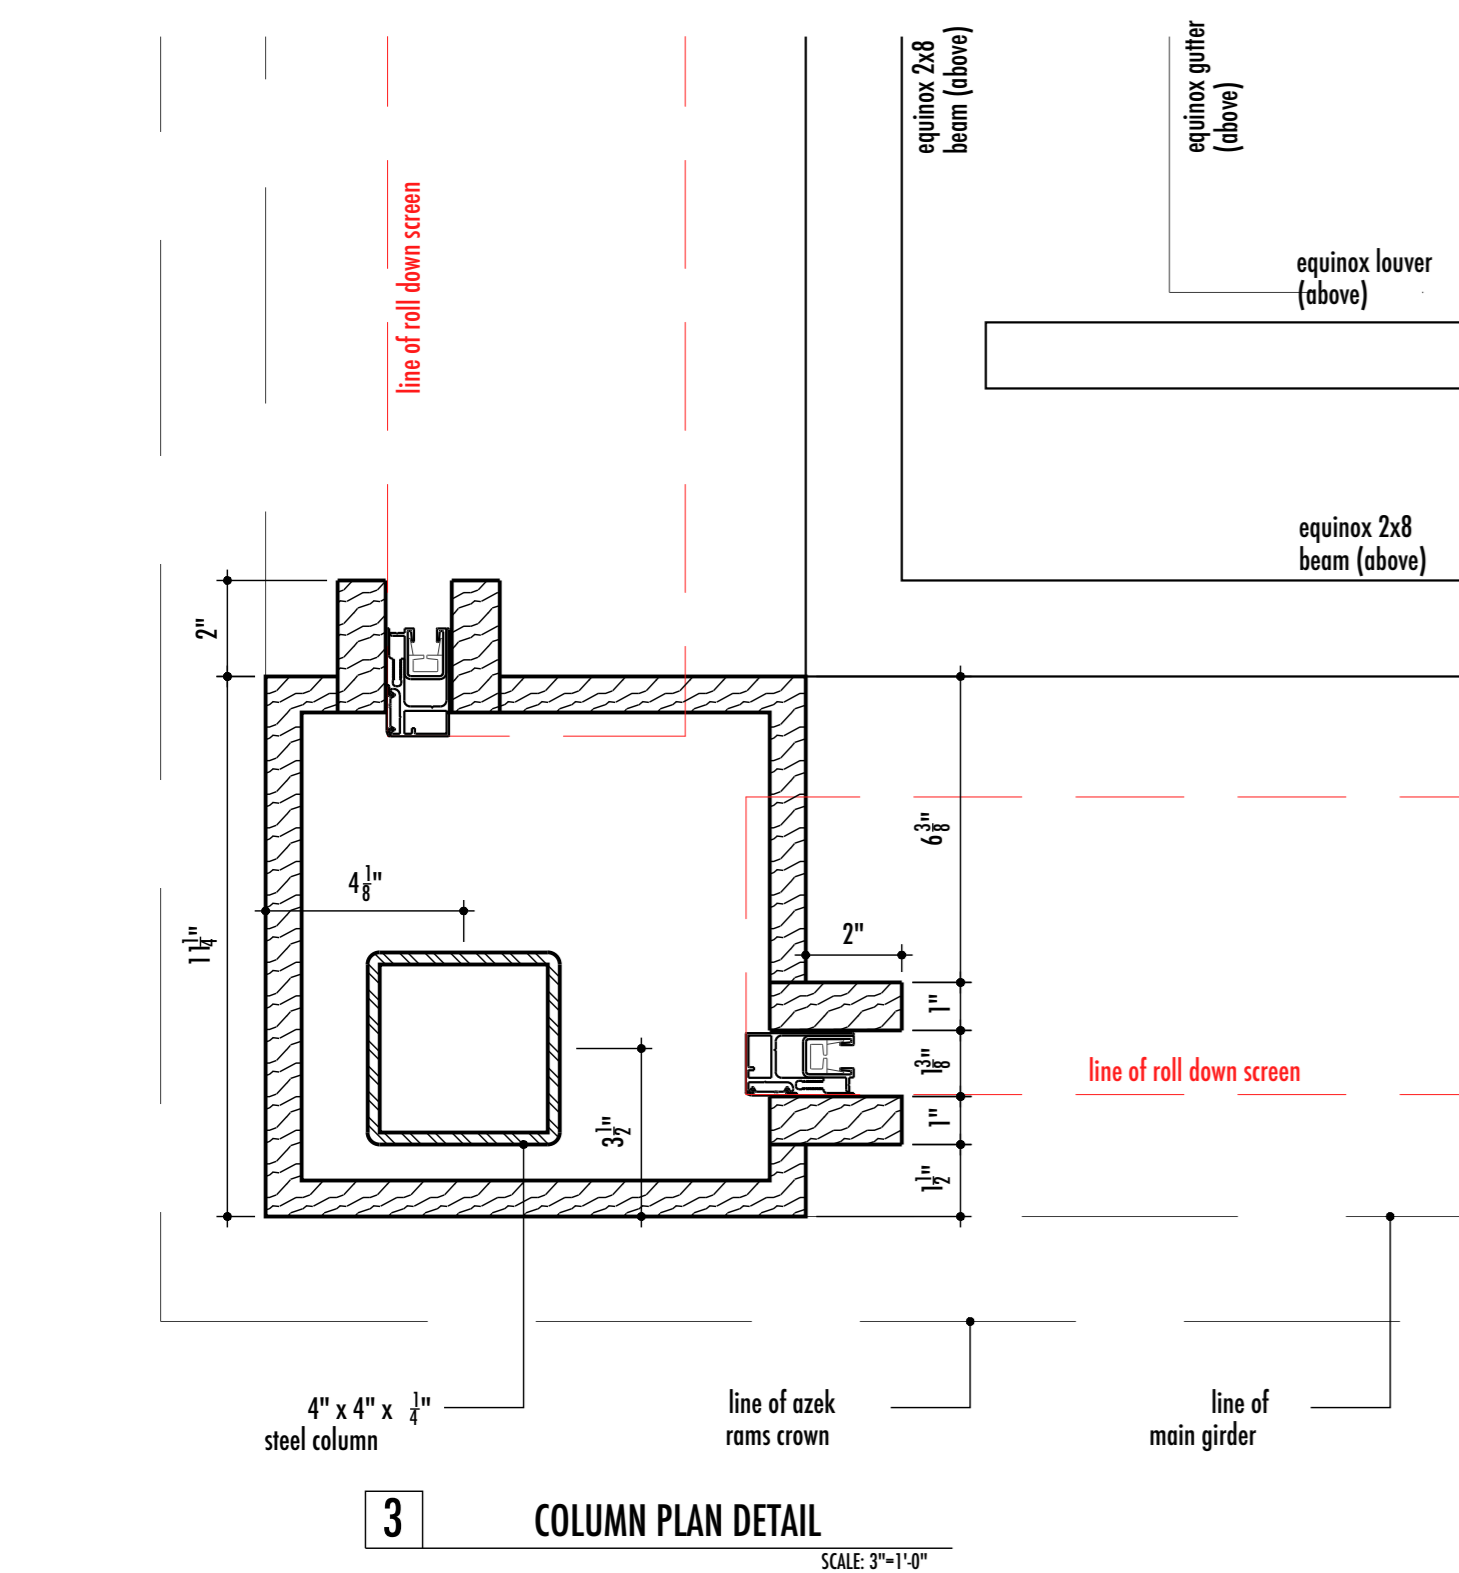 equinox 2x8
beam (above)
equinox gutter
(above)
line of roll down screen
equinox louver
(above)
equinox 2x8
beam (above)
2"
4 1/8"
6 3/8"
11 1/4"
2"
1"
1 3/8"
line of roll down screen
1"
3 1/2"
1 1/2"
4" x 4" x 1/4"
steel column
line of azek
rams crown
line of
main girder
3
COLUMN PLAN DETAIL
SCALE: 3"=1'-0"